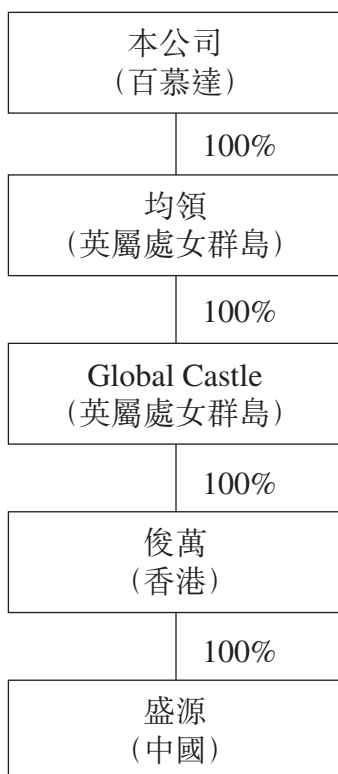 本公司
（百慕達）
100%
均領
（英屬處女群島）
100%
Global Castle
（英屬處女群島）
100%
俊萬
（香港）
100%
盛源
（中國）